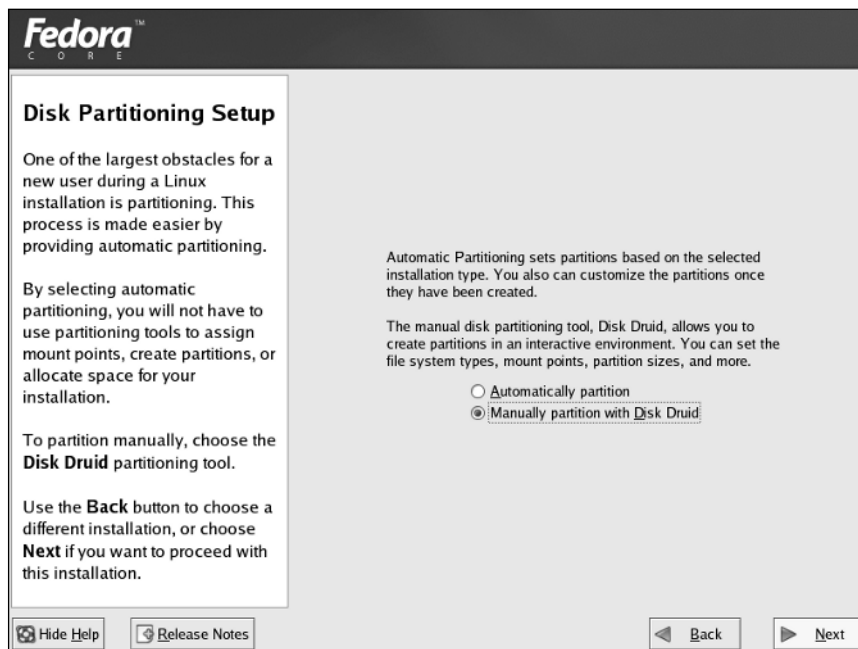 Fedora™
CORE
Disk Partitioning Setup
One of the largest obstacles for a
new user during a Linux
installation is partitioning. This
process is made easier by
providing automatic partitioning.
By selecting automatic
partitioning, you will not have to
use partitioning tools to assign
mount points, create partitions, or
allocate space for your
installation.
To partition manually, choose the
Disk Druid partitioning tool.
Use the Back button to choose a
different installation, or choose
Next if you want to proceed with
this installation.
Automatic Partitioning sets partitions based on the selected
installation type. You also can customize the partitions once
they have been created.
The manual disk partitioning tool, Disk Druid, allows you to
create partitions in an interactive environment. You can set the
file system types, mount points, partition sizes, and more.
Automatically partition
Manually partition with Disk Druid
Hide Help
Release Notes
Back
Next